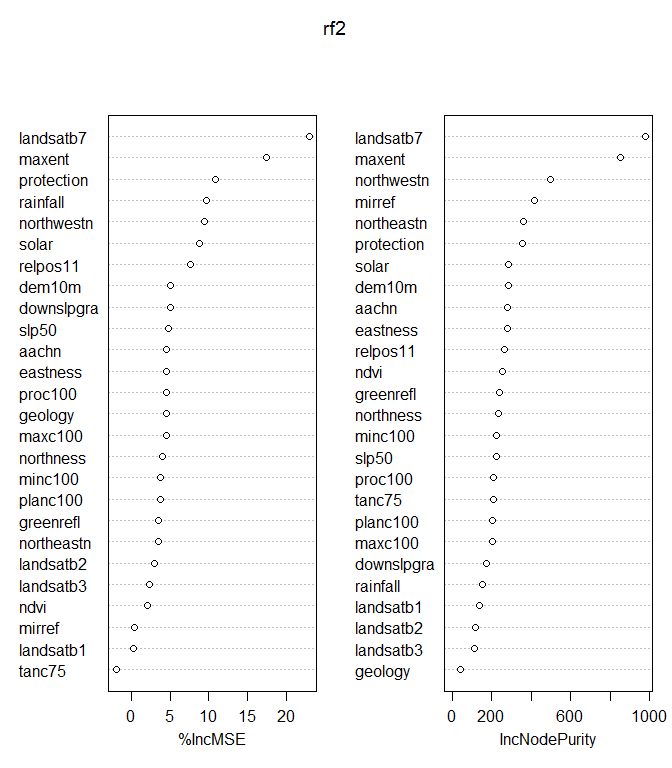 rf2
landsatb7
maxent
protection
rainfall
northwestn
solar
relpos11
dem10m
downslpgra
slp50
aachn
eastness
proc100
geology
maxc100
northness
minc100
planc100
greenrefl
northeastn
landsatb2
landsatb3
ndvi
mirref
landsatb1
tanc75
0 5 10 15 20
%IncMSE
landsatb7
maxent
northwestn
mirref
northeastn
protection
solar
dem10m
aachn
eastness
relpos11
ndvi
greenrefl
northness
minc100
slp50
proc100
tanc75
planc100
maxc100
downslpgra
rainfall
landsatb1
landsatb2
landsatb3
geology
0 200 600 1000
IncNodePurity